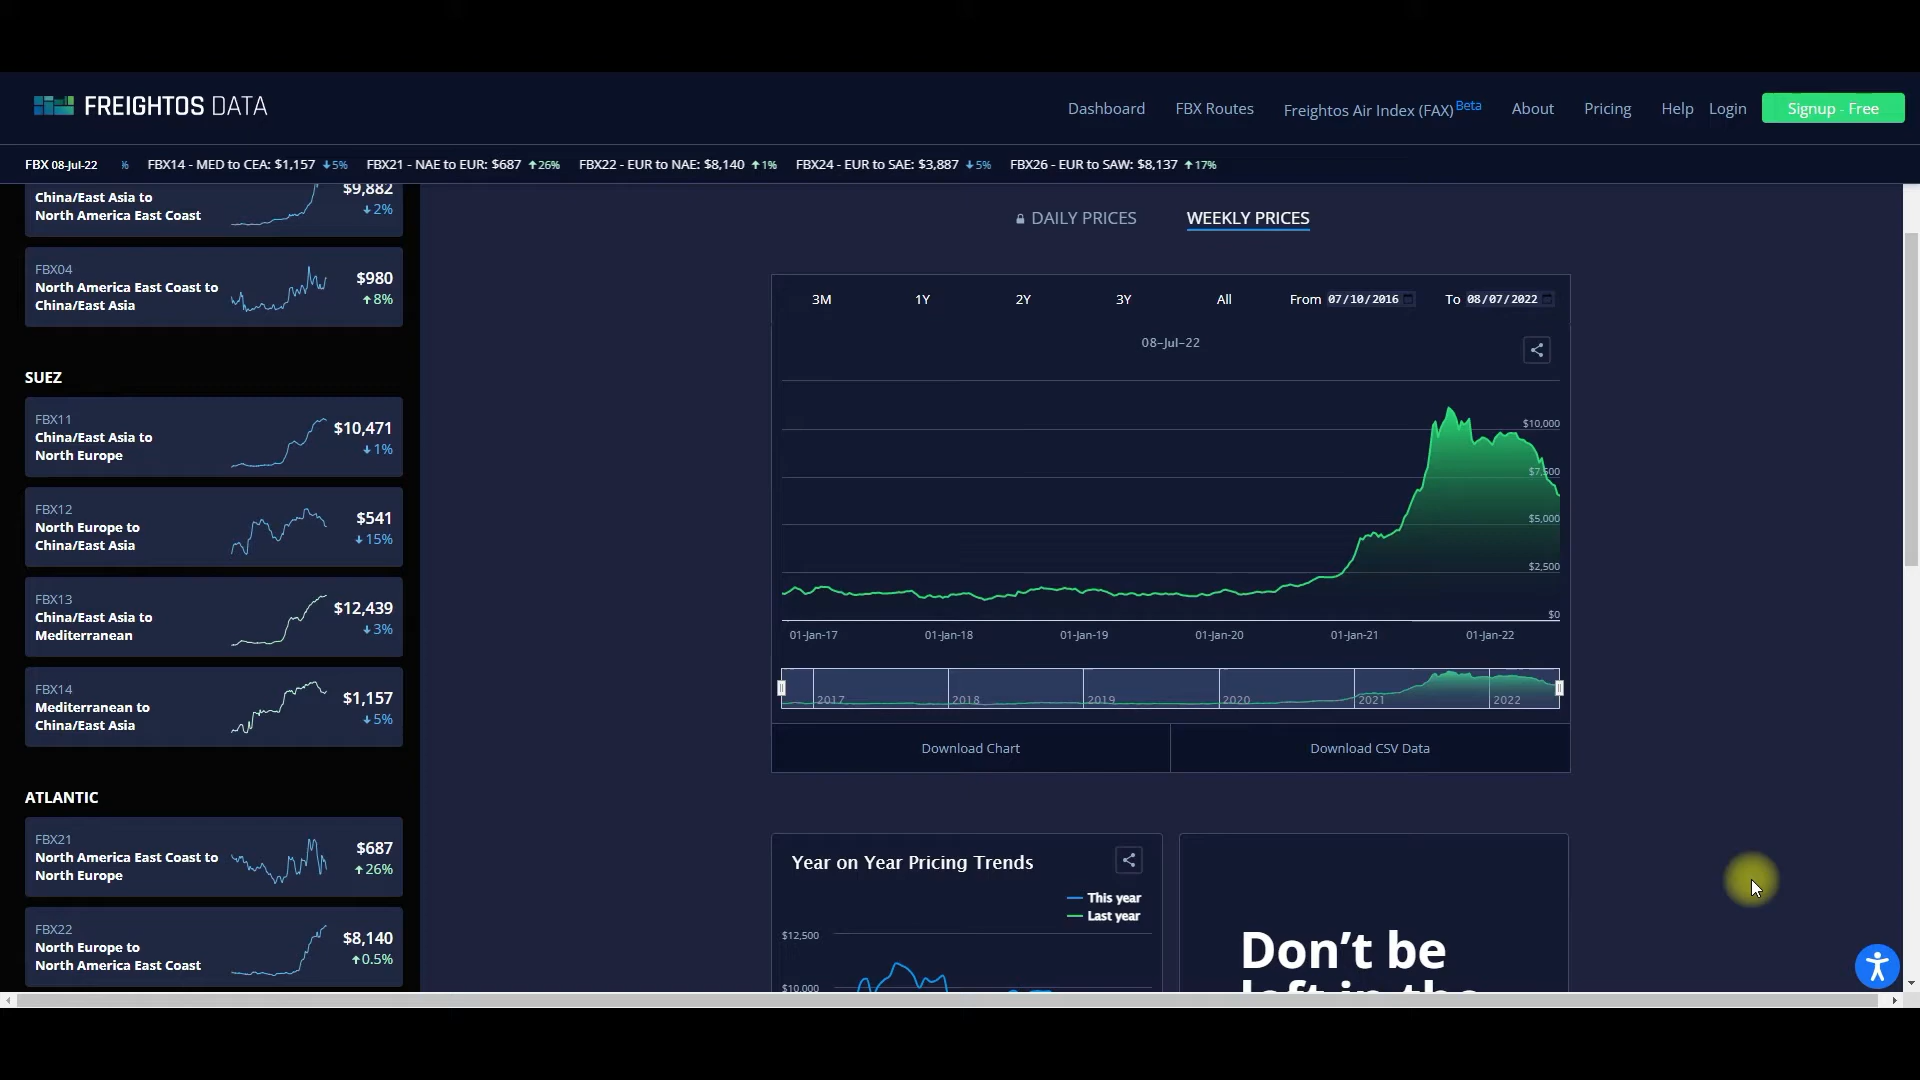 FREIGHTOS DATA
Dashboard
FBX Routes
Freightos Air Index (FAX) Beta
About
Pricing
Help
Login
Signup - Free
FBX 08-Jul-22 % FBX14 - MED to CEA: $1,157 ↓5% FBX21 - NAE to EUR: $687 ↑26% FBX22 - EUR to NAE: $8,140 ↑1% FBX24 - EUR to SAE: $3,887 ↓5% FBX26 - EUR to SAW: $8,137 ↑17%
China/East Asia to
North America East Coast
$9,882
↓2%
FBX04
North America East Coast to
China/East Asia
$980
↑8%
SUEZ
FBX11
China/East Asia to
North Europe
$10,471
↓1%
FBX12
North Europe to
China/East Asia
$541
↓15%
FBX13
China/East Asia to
Mediterranean
$12,439
↓3%
FBX14
Mediterranean to
China/East Asia
$1,157
↓5%
ATLANTIC
FBX21
North America East Coast to
North Europe
$687
↑26%
FBX22
North Europe to
North America East Coast
$8,140
↑0.5%
DAILY PRICES
WEEKLY PRICES
3M 1Y 2Y 3Y All From 07/10/2016 To 08/07/2022
08-Jul-22
$10,000
$7,500
$5,000
$2,500
$0
01-Jan-17 01-Jan-18 01-Jan-19 01-Jan-20 01-Jan-21 01-Jan-22
2017 2018 2019 2020 2021 2022
Download Chart
Download CSV Data
Year on Year Pricing Trends
This year
Last year
$12,500
$10,000
Don't be
left in the